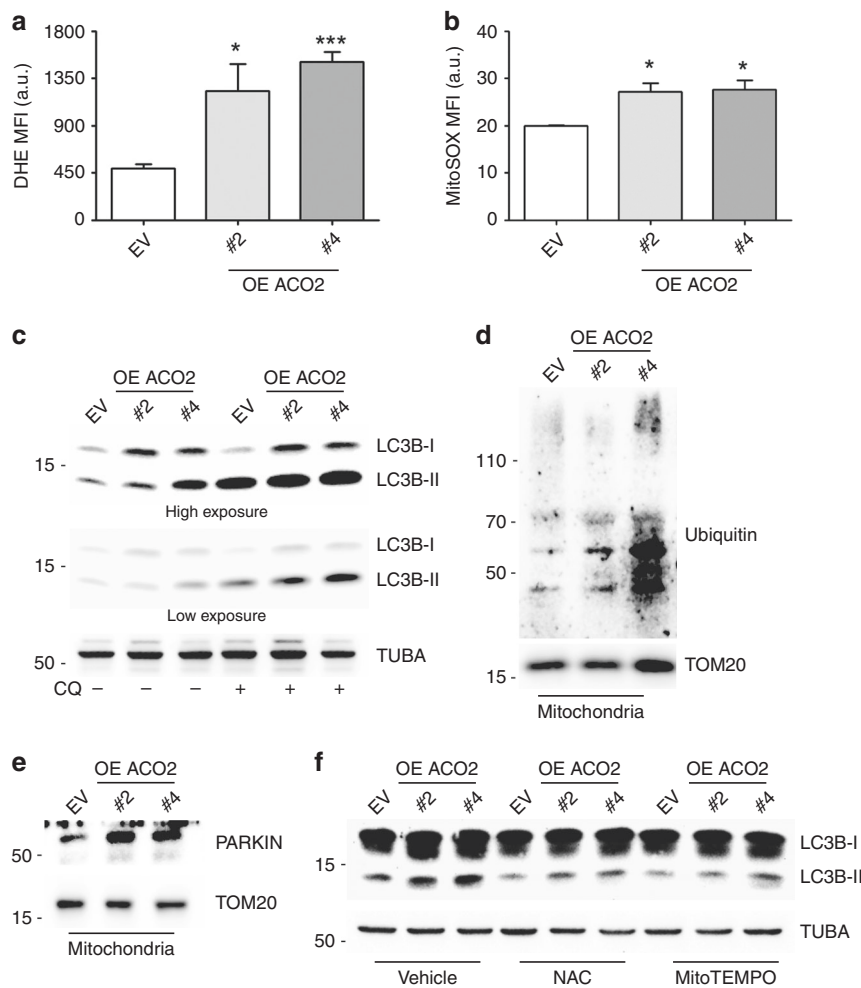 a
DHE MFI (a.u.)
1800
1350
900
450
0
*
***
EV
#2
#4
OE ACO2
b
MitoSOX MFI (a.u.)
40
30
20
10
0
*
*
EV
#2
#4
OE ACO2
c
OE ACO2
OE ACO2
EV
#2
#4
EV
#2
#4
15 -
LC3B-I
LC3B-II
High exposure
15 -
LC3B-I
LC3B-II
Low exposure
50 -
TUBA
CQ – – – + + +
d
OE ACO2
EV
#2
#4
110 -
70 -
50 -
Ubiquitin
15 -
TOM20
Mitochondria
e
OE ACO2
EV
#2
#4
50 -
PARKIN
15 -
TOM20
Mitochondria
f
OE ACO2
OE ACO2
OE ACO2
EV
#2
#4
EV
#2
#4
EV
#2
#4
15 -
LC3B-I
LC3B-II
50 -
TUBA
Vehicle
NAC
MitoTEMPO